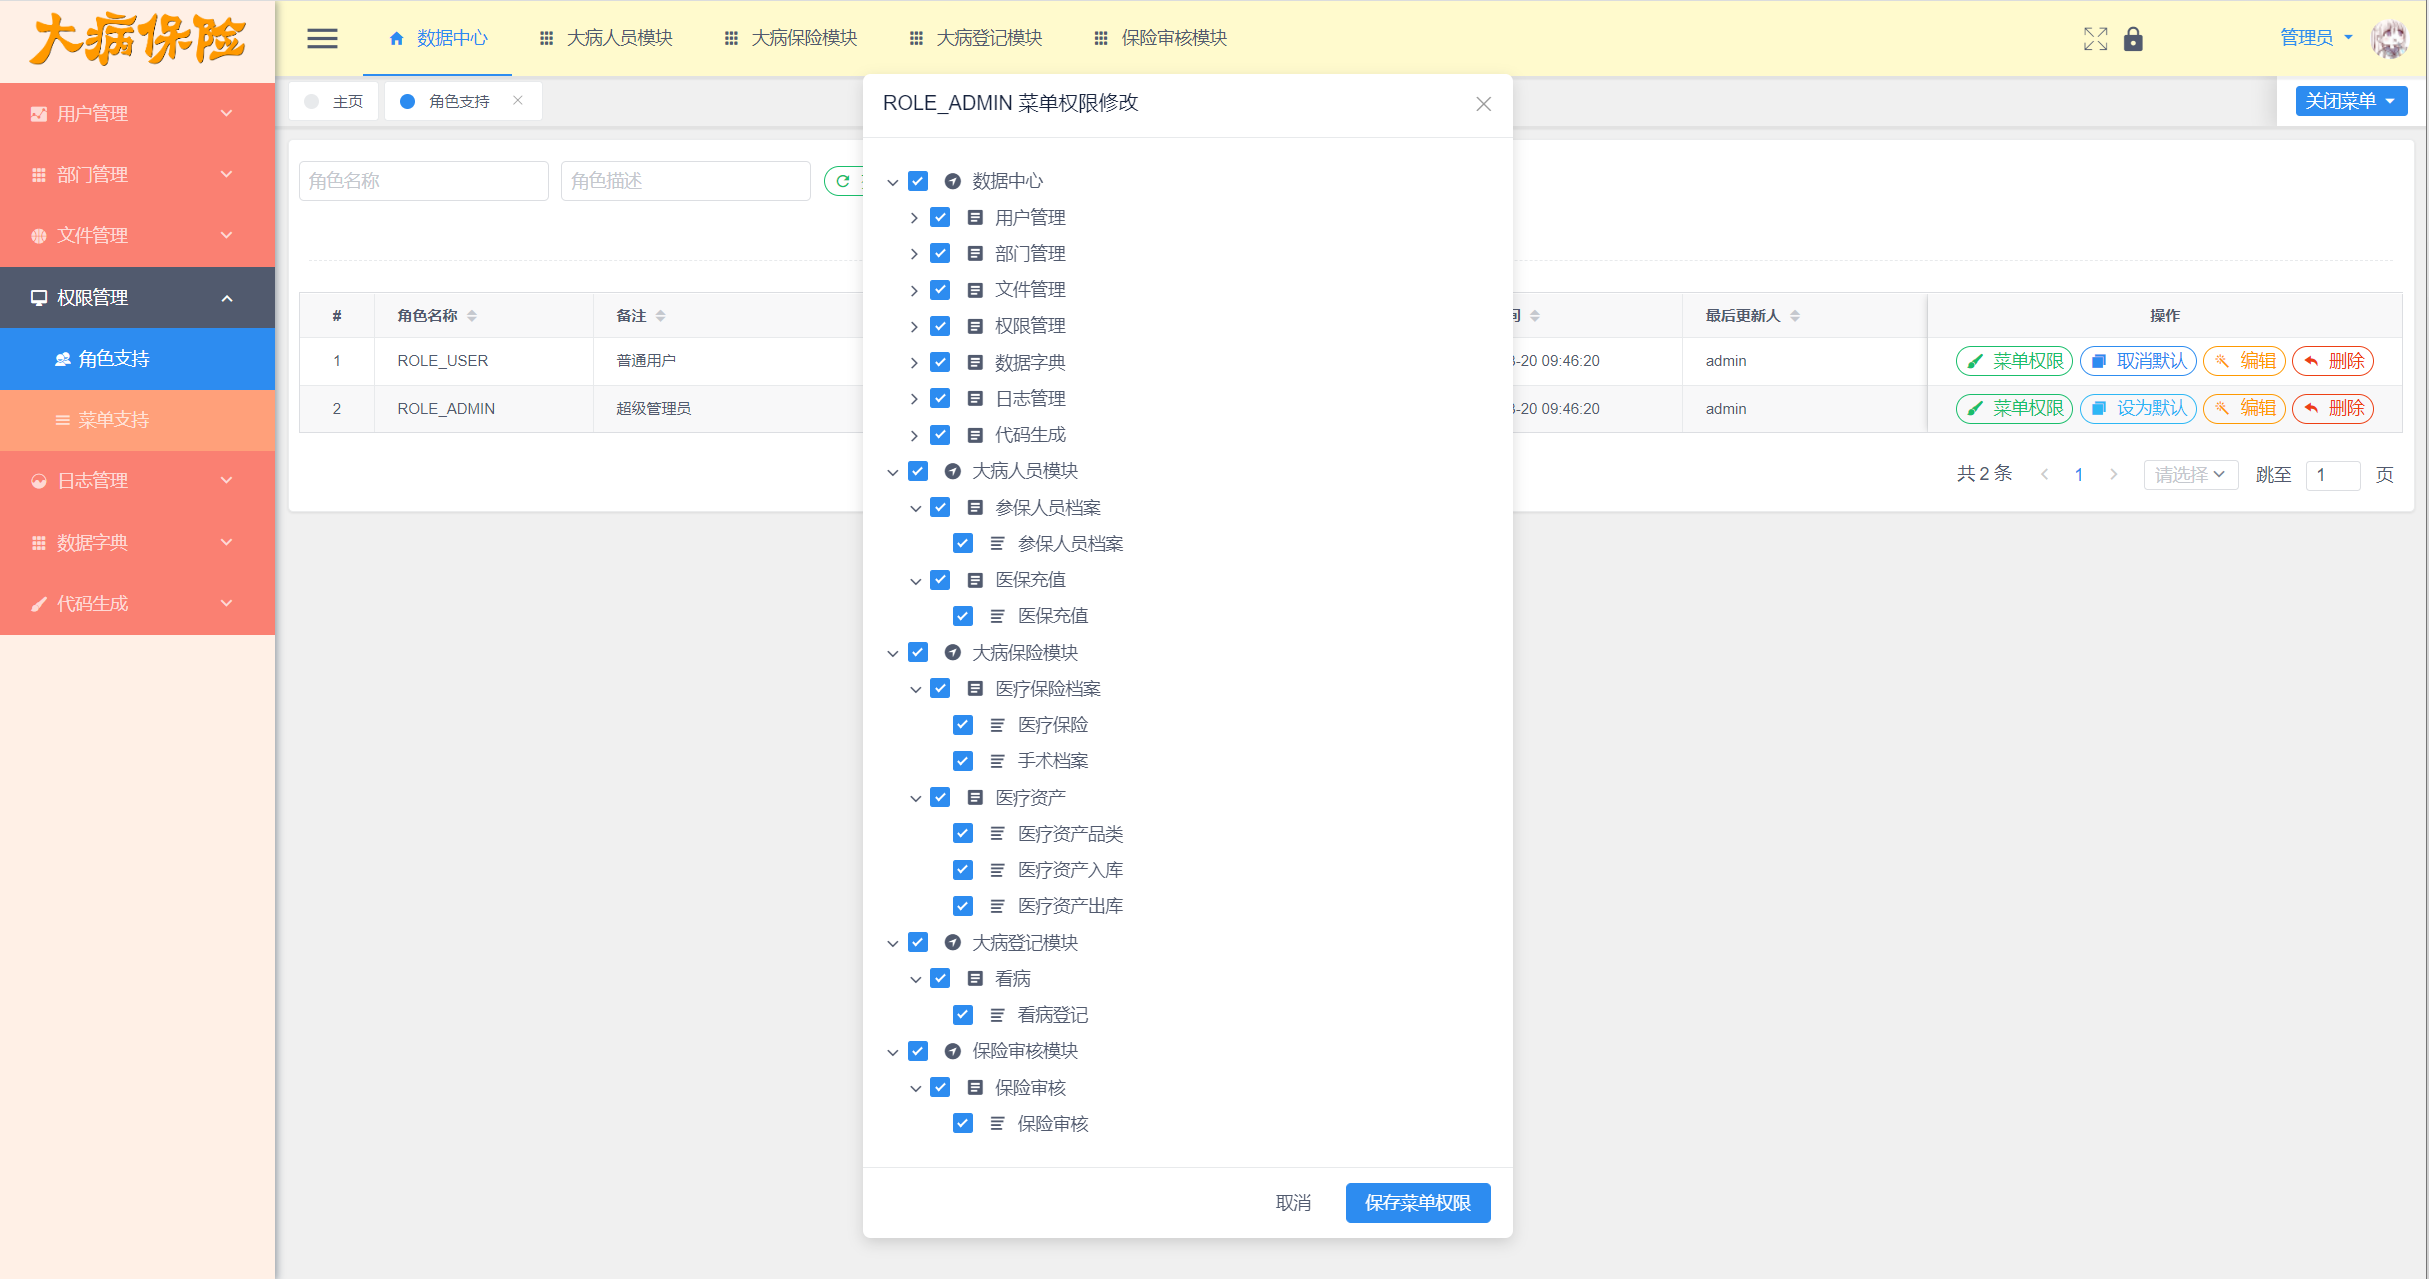 大病保险
数据中心
大病人员模块
大病保险模块
大病登记模块
保险审核模块
管理员
用户管理
部门管理
文件管理
权限管理
角色支持
菜单支持
日志管理
数据字典
代码生成
主页
角色支持
关闭菜单
角色名称
角色描述
# 角色名称 备注 最后更新人 操作
1 ROLE_USER 普通用户 -20 09:46:20 admin 菜单权限 取消默认 编辑 删除
2 ROLE_ADMIN 超级管理员 -20 09:46:20 admin 菜单权限 设为默认 编辑 删除
共 2 条 1 请选择 跳至 1 页
ROLE_ADMIN 菜单权限修改
数据中心
用户管理
部门管理
文件管理
权限管理
数据字典
日志管理
代码生成
大病人员模块
参保人员档案
参保人员档案
医保充值
医保充值
大病保险模块
医疗保险档案
医疗保险
手术档案
医疗资产
医疗资产品类
医疗资产入库
医疗资产出库
大病登记模块
看病
看病登记
保险审核模块
保险审核
保险审核
取消
保存菜单权限